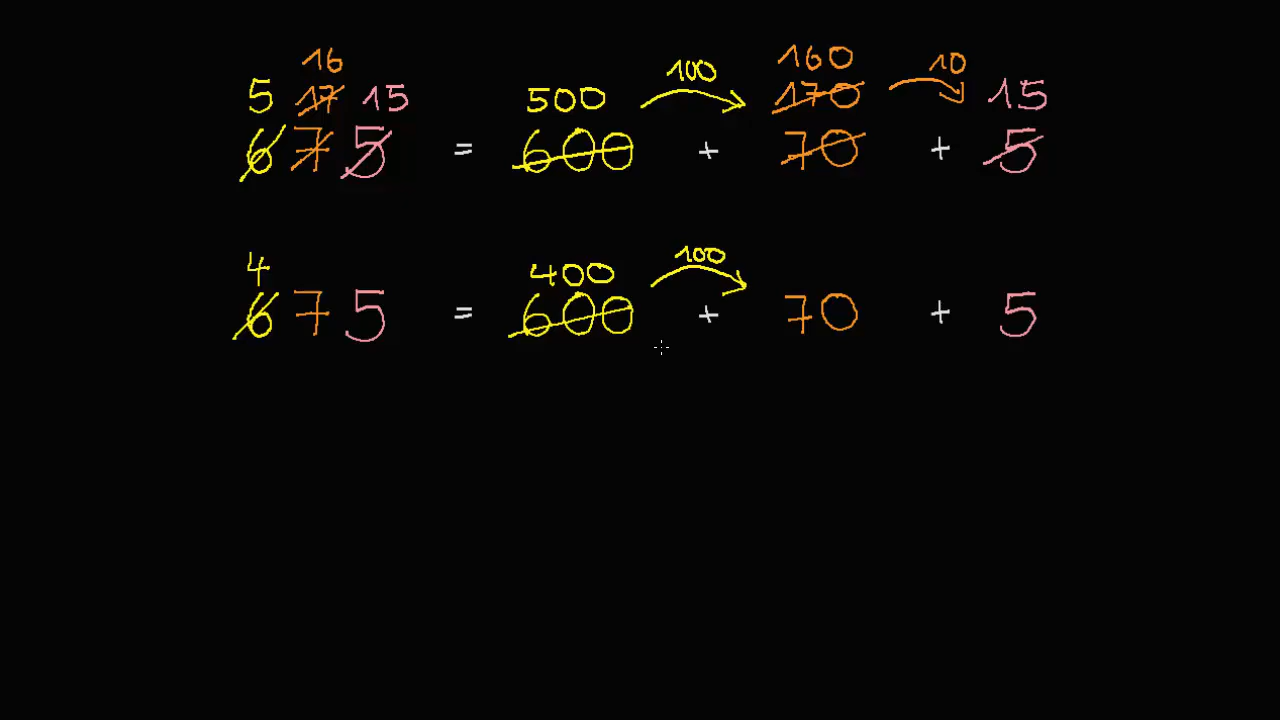 16 160
5 17 15 500 100 170 10 15
6 7 5 = 600 + 70 + 5
4 400 100
6 7 5 = 600 + 70 + 5